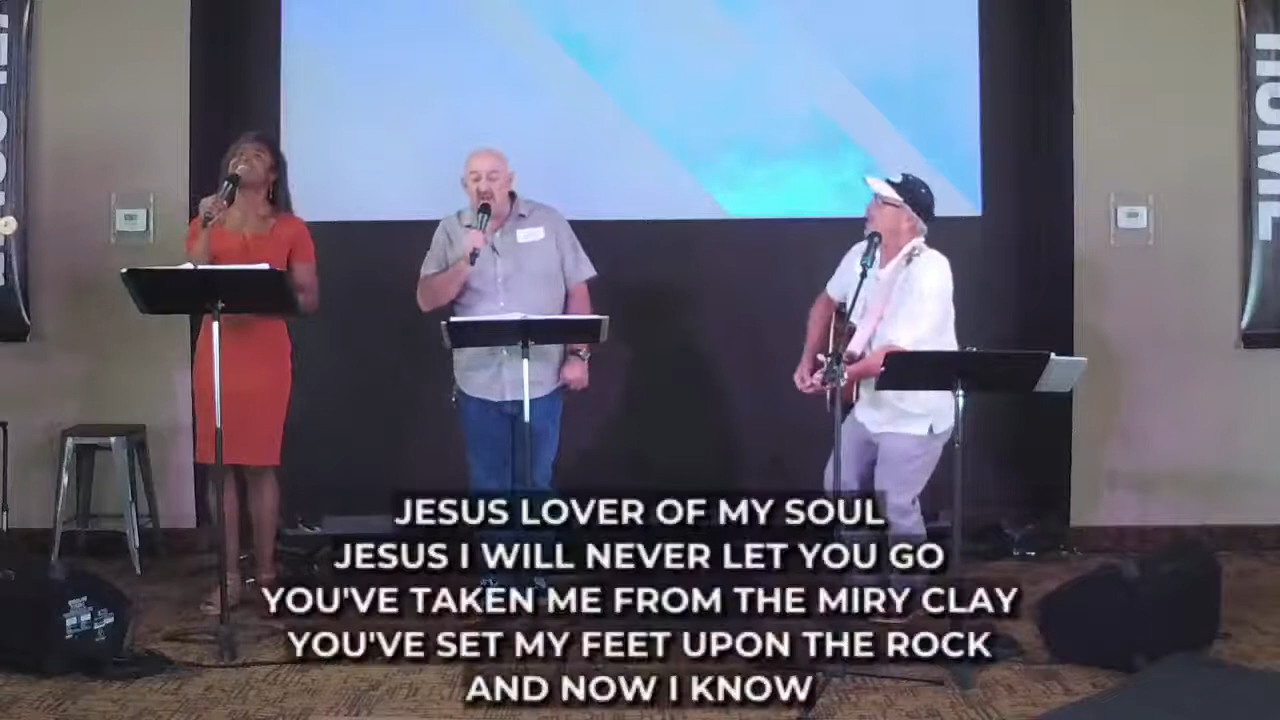 HOME
JESUS LOVER OF MY SOUL
JESUS I WILL NEVER LET YOU GO
YOU'VE TAKEN ME FROM THE MIRY CLAY
YOU'VE SET MY FEET UPON THE ROCK
AND NOW I KNOW